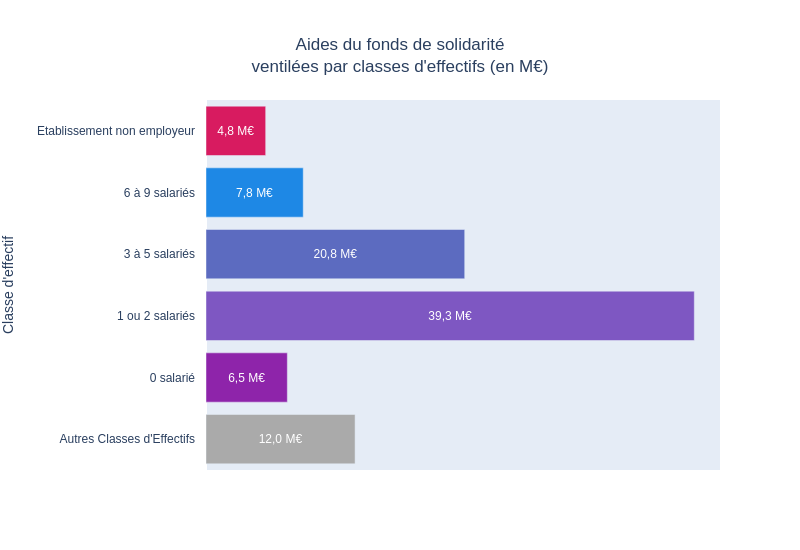 Aides du fonds de solidarité
ventilées par classes d'effectifs (en M€)
Classe d'effectif
Etablissement non employeur
4,8 M€
6 à 9 salariés
7,8 M€
3 à 5 salariés
20,8 M€
1 ou 2 salariés
39,3 M€
0 salarié
6,5 M€
Autres Classes d'Effectifs
12,0 M€